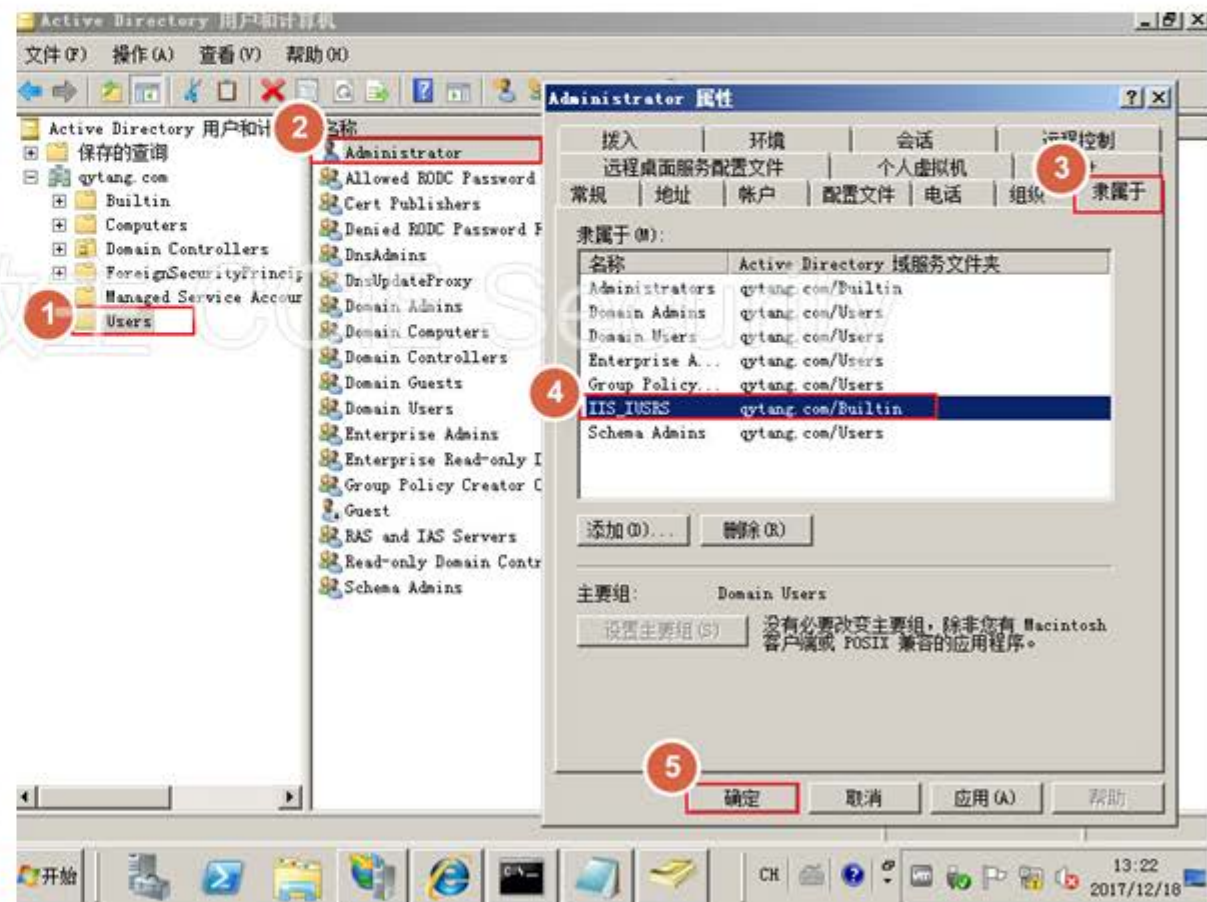 Active Directory 用户和计算机
文件(F) 操作(A) 查看(V) 帮助(H)
Active Directory 用户和计
保存的查询
qytang.com
Builtin
Computers
Domain Controllers
ForeignSecurityPrincip
Managed Service Accour
1
Users
2
名称
Administrator
Allowed RODC Password
Cert Publishers
Denied RODC Password F
DnsAdmins
DnsUpdateProxy
Domain Admins
Domain Computers
Domain Controllers
Domain Guests
Domain Users
Enterprise Admins
Enterprise Read-only D
Group Policy Creator O
Guest
RAS and IAS Servers
Read-only Domain Contr
Schema Admins
Administrator 属性
拨入 环境 会话 远程控制
远程桌面服务配置文件 个人虚拟机
3
常规 地址 帐户 配置文件 电话 组织 隶属于
隶属于(M):
名称 Active Directory 域服务文件夹
Administrators qytang.com/Builtin
Domain Admins qytang.com/Users
Domain Users qytang.com/Users
Enterprise A... qytang.com/Users
Group Policy... qytang.com/Users
4
IIS_IUSRS qytang.com/Builtin
Schema Admins qytang.com/Users
添加(D)... 删除(R)
主要组: Domain Users
设置主要组(S) 没有必要改变主要组，除非您有 Macintosh
客户端或 POSIX 兼容的应用程序。
5
确定 取消 应用(A) 帮助
开始 CH 13:22
2017/12/18
Security